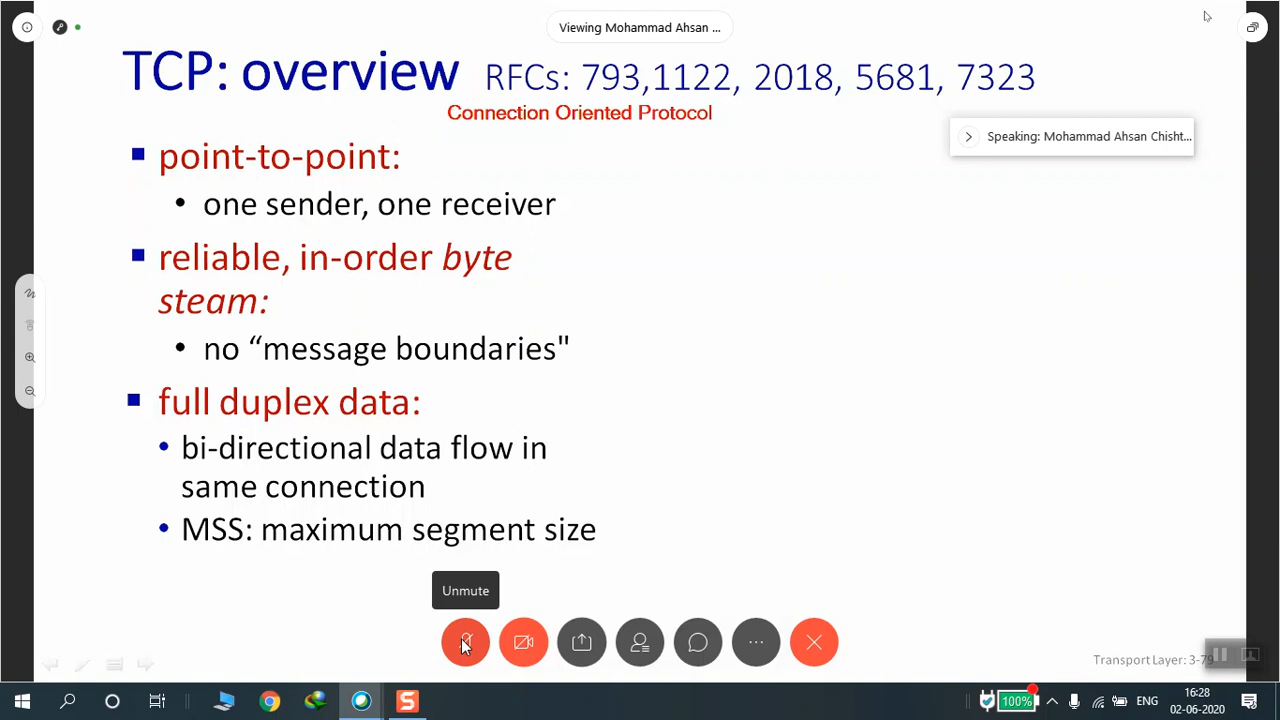 Viewing Mohammad Ahsan ...
TCP: overview RFCs: 793,1122, 2018, 5681, 7323
Connection Oriented Protocol
Speaking: Mohammad Ahsan Chisht...
point-to-point:
• one sender, one receiver
reliable, in-order byte
steam:
• no “message boundaries"
full duplex data:
• bi-directional data flow in
same connection
• MSS: maximum segment size
Unmute
Transport Layer: 3-79
100%
ENG
16:28
02-06-2020